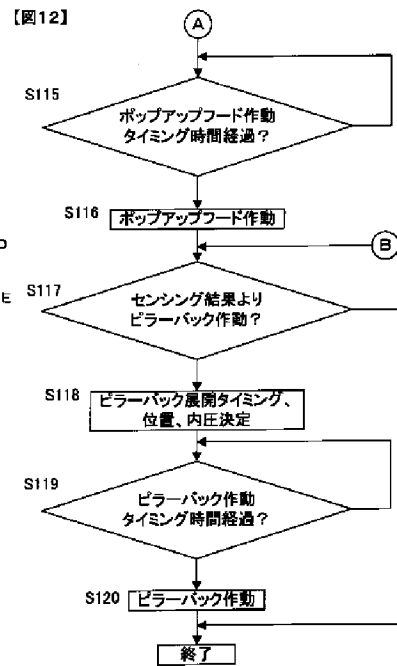 【図12】
A
S115
ポップアップフード作動
タイミング時間経過？
S116
ポップアップフード作動
B
S117
センシング結果より
ピラーバック作動？
S118
ピラーバック展開タイミング、
位置、内圧決定
S119
ピラーバック作動
タイミング時間経過？
S120
ピラーバック作動
終了
E